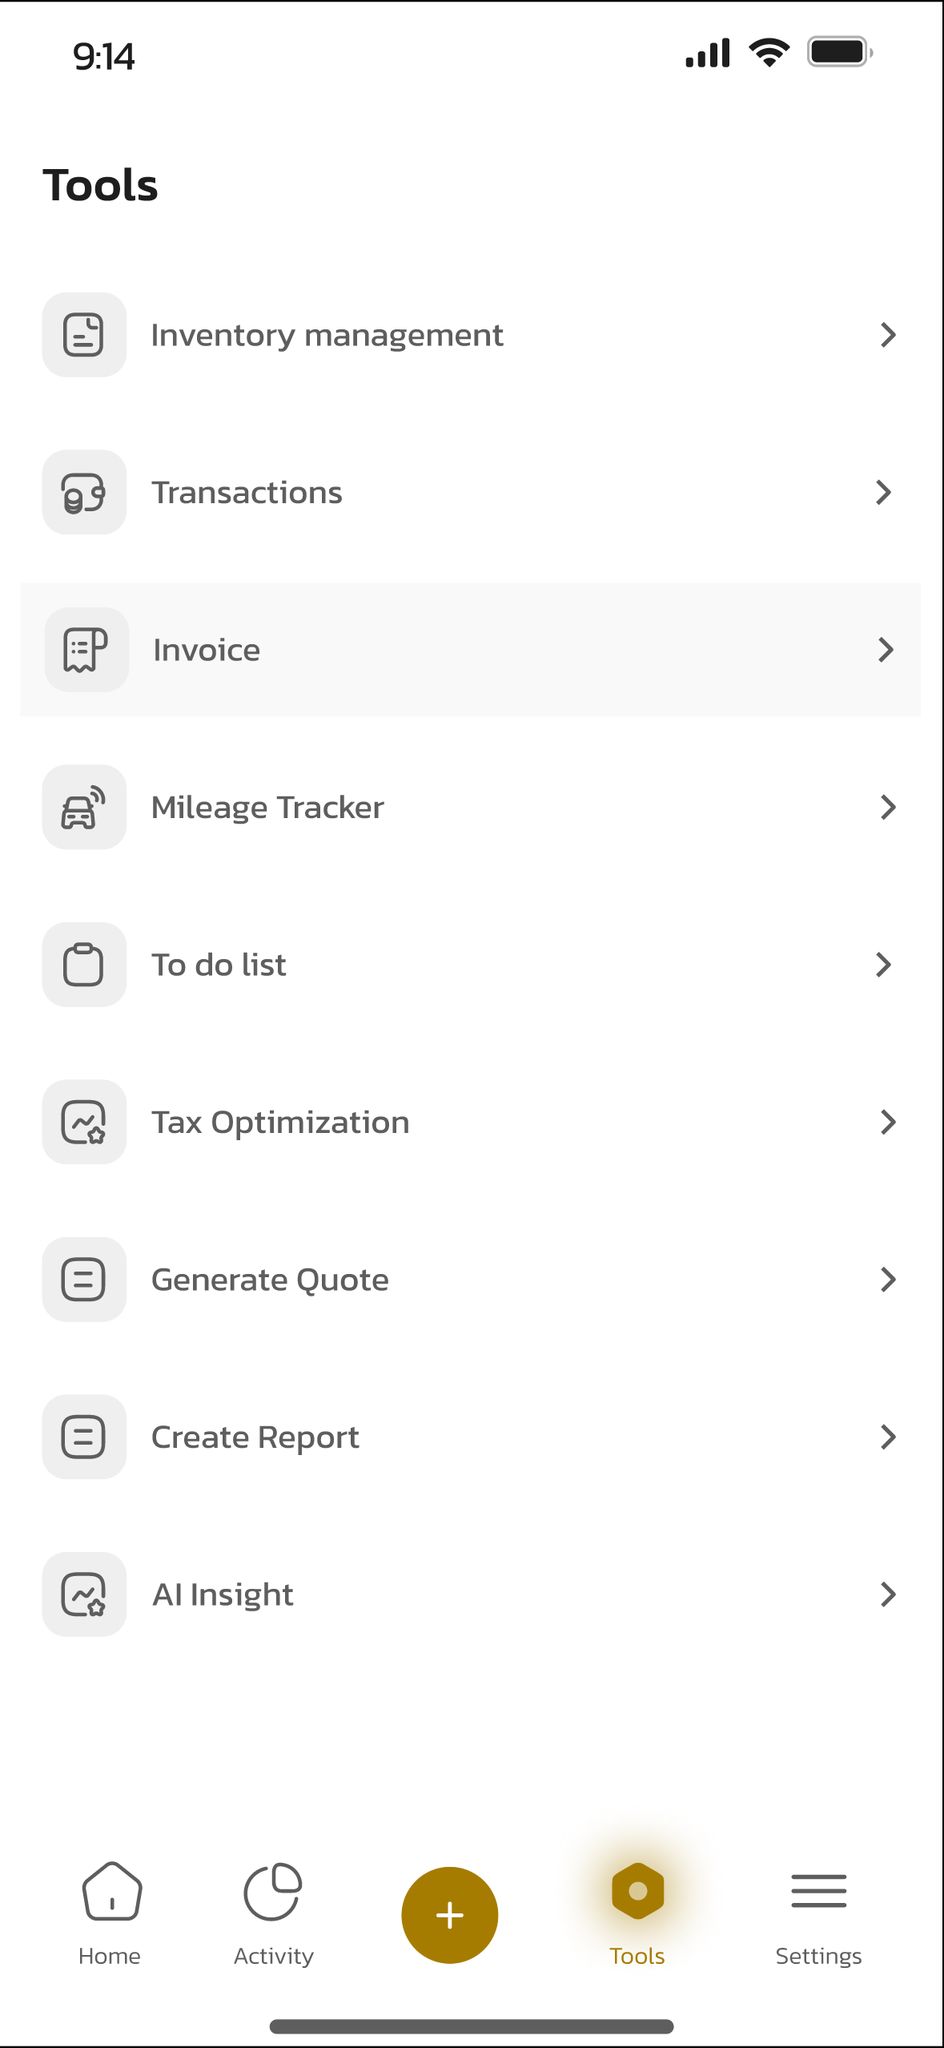 9:14
Tools
Inventory management
Transactions
Invoice
Mileage Tracker
To do list
Tax Optimization
Generate Quote
Create Report
AI Insight
Home
Activity
+
Tools
Settings